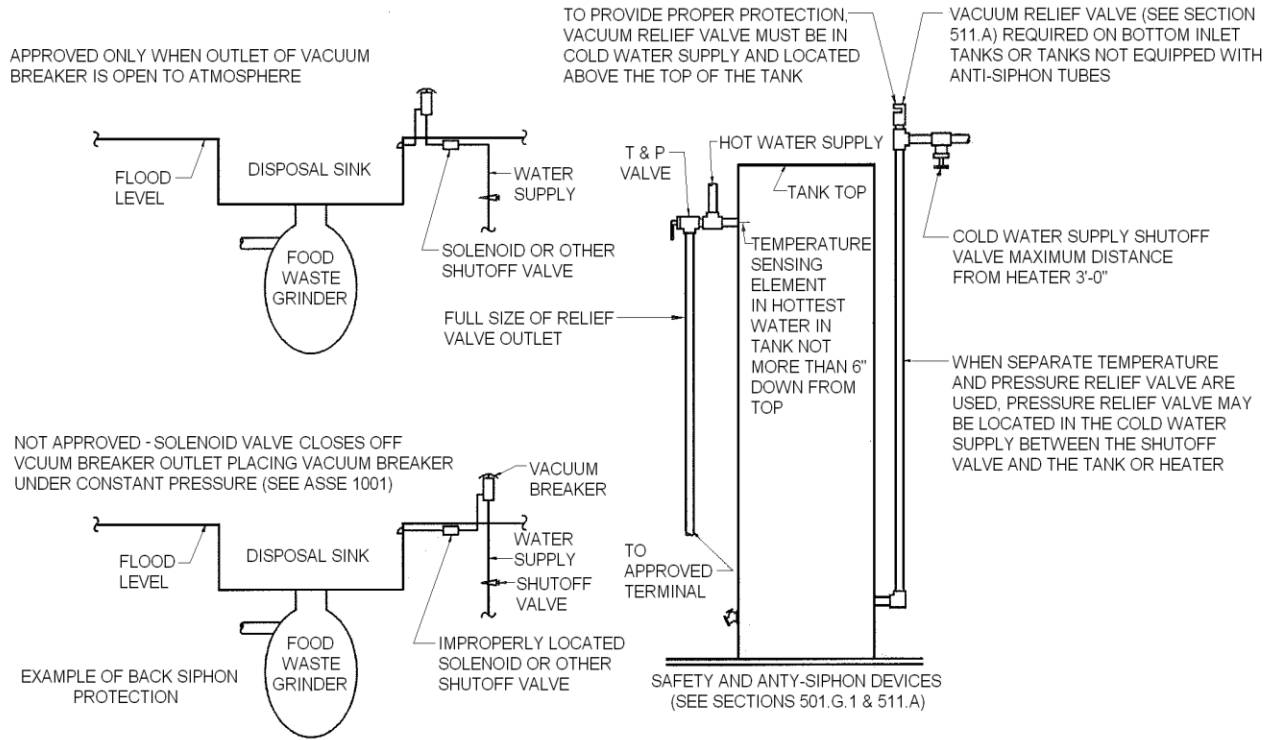 APPROVED ONLY WHEN OUTLET OF VACUUM
BREAKER IS OPEN TO ATMOSPHERE
FLOOD
LEVEL
DISPOSAL SINK
WATER
SUPPLY
FOOD
WASTE
GRINDER
SOLENOID OR OTHER
SHUTOFF VALVE
NOT APPROVED - SOLENOID VALVE CLOSES OFF
VCUUM BREAKER OUTLET PLACING VACUUM BREAKER
UNDER CONSTANT PRESSURE (SEE ASSE 1001)
VACUUM
BREAKER
FLOOD
LEVEL
DISPOSAL SINK
WATER
SUPPLY
SHUTOFF
VALVE
FOOD
WASTE
GRINDER
IMPROPERLY LOCATED
SOLENOID OR OTHER
SHUTOFF VALVE
EXAMPLE OF BACK SIPHON
PROTECTION
TO PROVIDE PROPER PROTECTION,
VACUUM RELIEF VALVE MUST BE IN
COLD WATER SUPPLY AND LOCATED
ABOVE THE TOP OF THE TANK
VACUUM RELIEF VALVE (SEE SECTION
511.A) REQUIRED ON BOTTOM INLET
TANKS OR TANKS NOT EQUIPPED WITH
ANTI-SIPHON TUBES
HOT WATER SUPPLY
T & P
VALVE
TANK TOP
TEMPERATURE
SENSING
ELEMENT
IN HOTTEST
WATER IN
TANK NOT
MORE THAN 6"
DOWN FROM
TOP
COLD WATER SUPPLY SHUTOFF
VALVE MAXIMUM DISTANCE
FROM HEATER 3'-0"
FULL SIZE OF RELIEF
VALVE OUTLET
WHEN SEPARATE TEMPERATURE
AND PRESSURE RELIEF VALVE ARE
USED, PRESSURE RELIEF VALVE MAY
BE LOCATED IN THE COLD WATER
SUPPLY BETWEEN THE SHUTOFF
VALVE AND THE TANK OR HEATER
TO
APPROVED
TERMINAL
SAFETY AND ANTY-SIPHON DEVICES
(SEE SECTIONS 501.G.1 & 511.A)